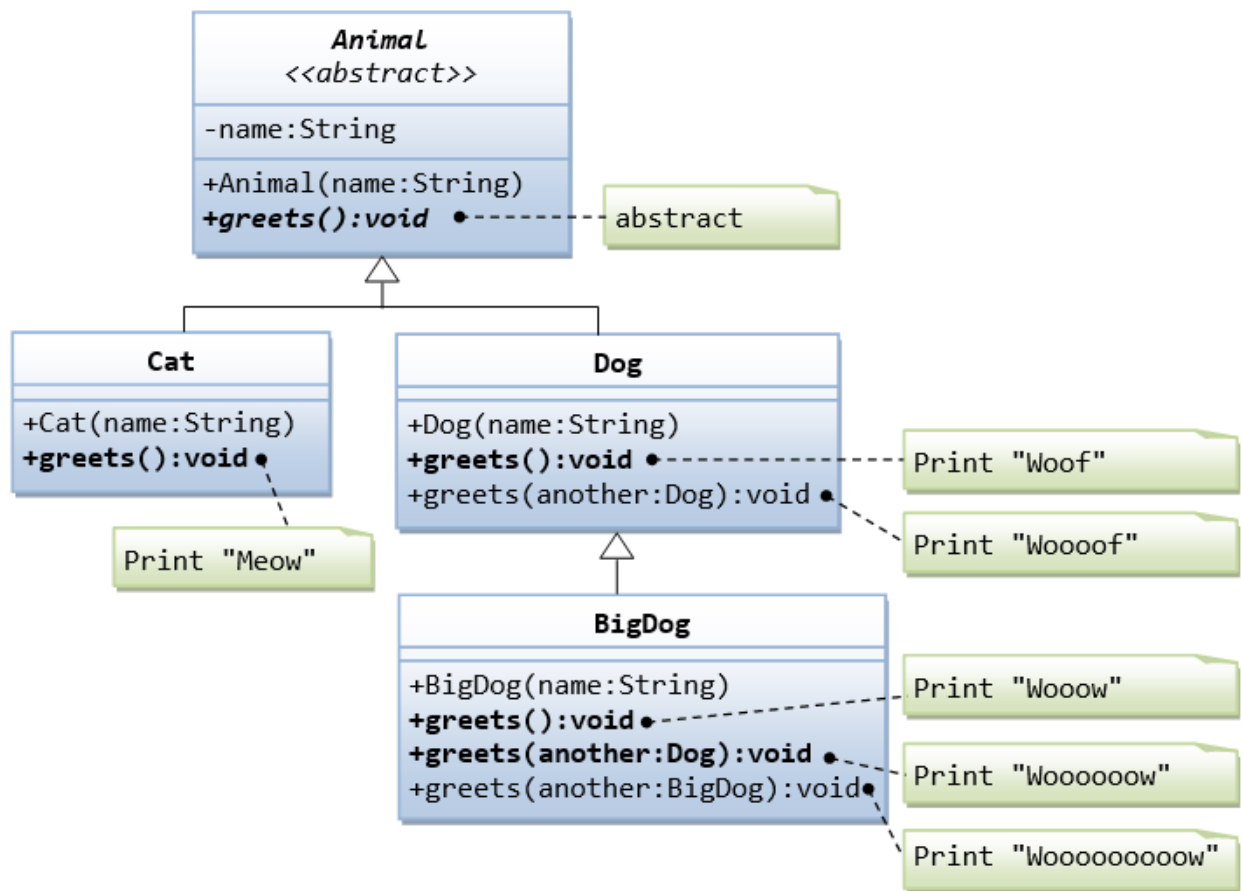 Animal
<<abstract>>
-name:String
+Animal(name:String)
+greets():void
abstract
Cat
+Cat(name:String)
+greets():void
Print "Meow"
Dog
+Dog(name:String)
+greets():void
+greets(another:Dog):void
Print "Woof"
Print "Woooof"
BigDog
+BigDog(name:String)
+greets():void
+greets(another:Dog):void
+greets(another:BigDog):void
Print "Wooow"
Print "Woooooow"
Print "Wooooooooow"